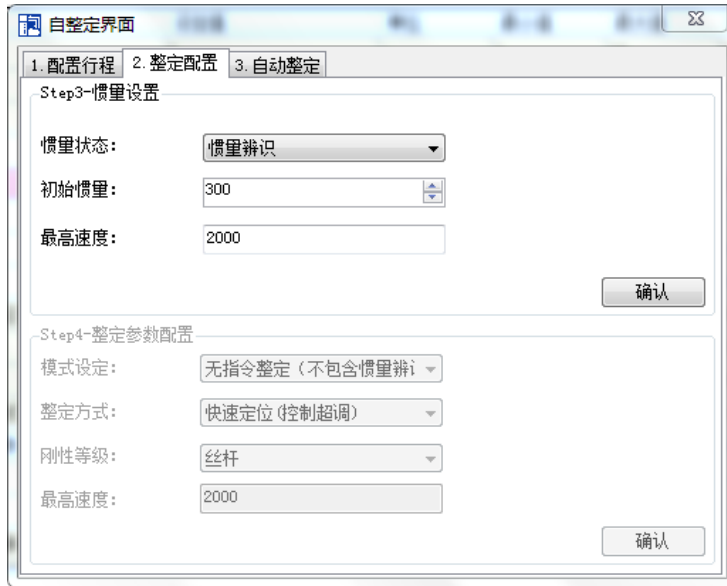 自整定界面
1.配置行程 2.整定配置 3.自动整定
Step3-惯量设置
惯量状态： 惯量辨识
初始惯量： 300
最高速度： 2000
确认
Step4-整定参数配置
模式设定： 无指令整定（不包含惯量辨
整定方式： 快速定位(控制超调)
刚性等级： 丝杆
最高速度： 2000
确认